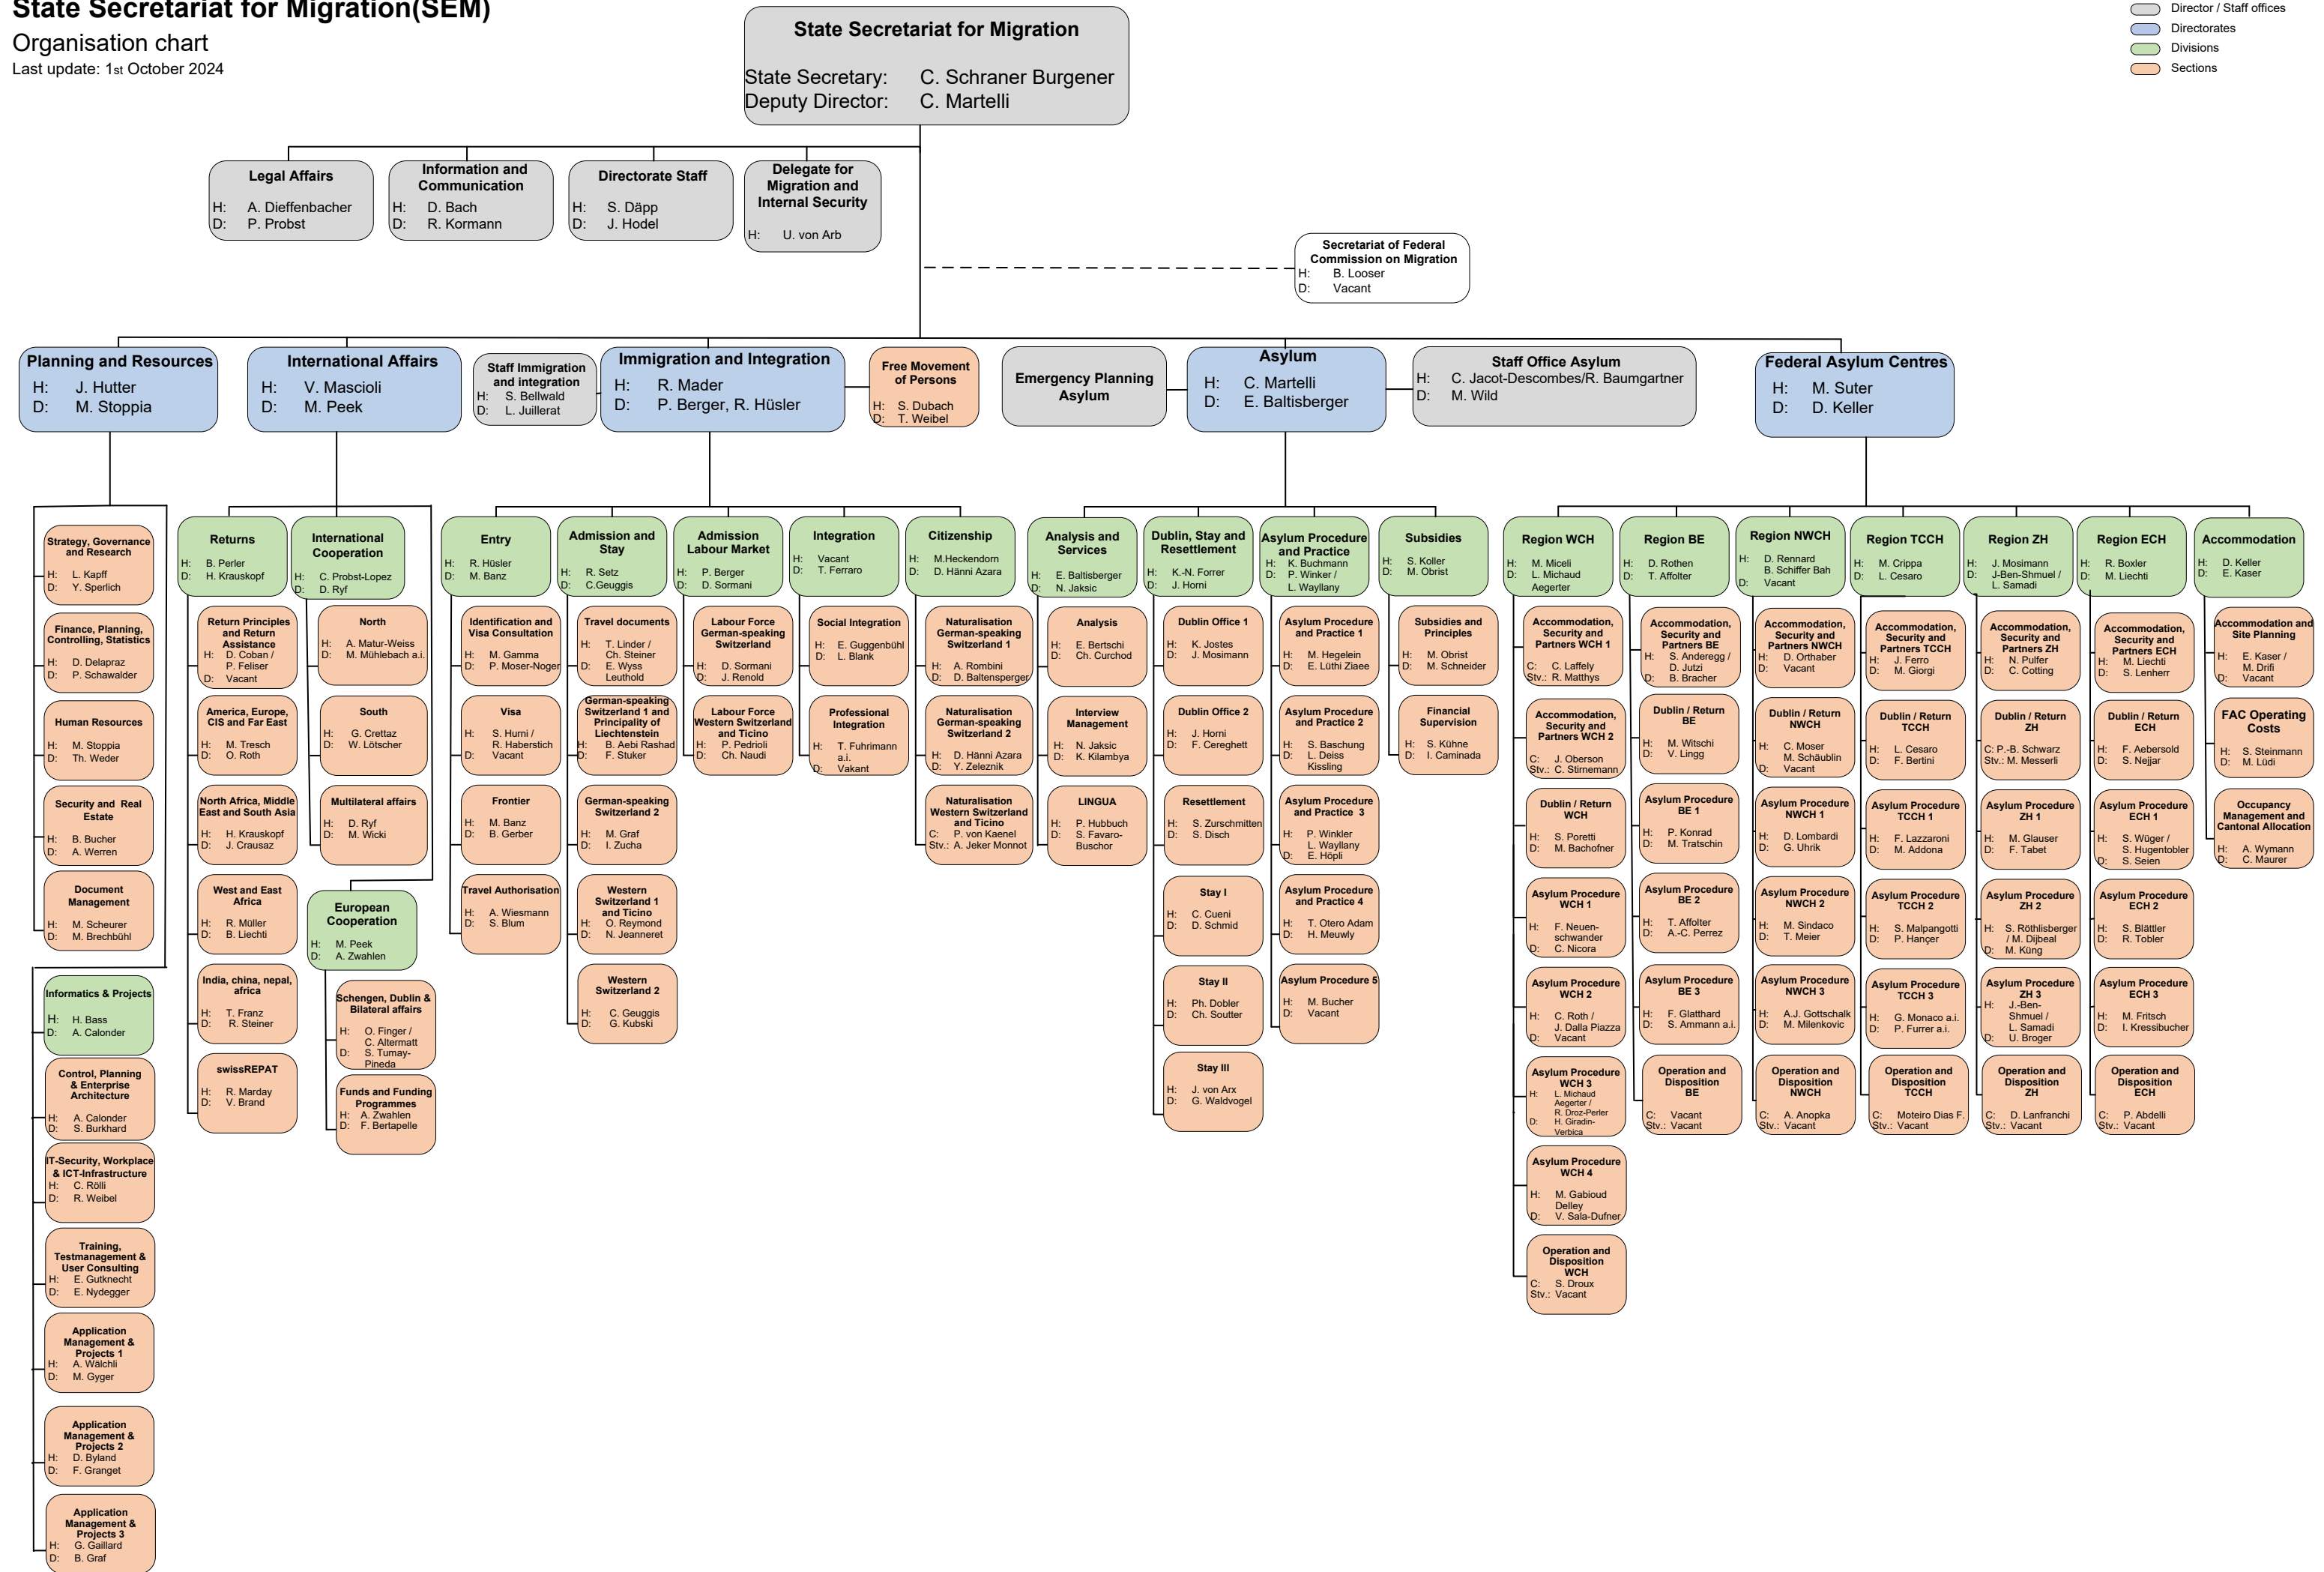 State Secretariat for Migration(SEM)
Organisation chart
Last update: 1st October 2024
Director / Staff offices
Directorates
Divisions
Sections
State Secretariat for Migration
State Secretary: C. Schraner Burgener
Deputy Director: C. Martelli
Legal Affairs
H: A. Dieffenbacher
D: P. Probst
Information and
Communication
H: D. Bach
D: R. Kormann
Directorate Staff
H: S. Däpp
D: J. Hodel
Delegate for
Migration and
Internal Security
H: U. von Arb
Secretariat of Federal
Commission on Migration
H: B. Looser
D: Vacant
Planning and Resources
H: J. Hutter
D: M. Stoppia
International Affairs
H: V. Mascioli
D: M. Peek
Staff Immigration
and integration
H: S. Bellwald
D: L. Juillerat
Immigration and Integration
H: R. Mader
D: P. Berger, R. Hüsler
Free Movement
of Persons
H: S. Dubach
D: T. Weibel
Emergency Planning
Asylum
Asylum
H: C. Martelli
D: E. Baltisberger
Staff Office Asylum
H: C. Jacot-Descombes/R. Baumgartner
D: M. Wild
Federal Asylum Centres
H: M. Suter
D: D. Keller
Strategy, Governance
and Research
H: L. Kapff
D: Y. Sperlich
Finance, Planning,
Controlling, Statistics
H: D. Delapraz
D: P. Schawalder
Human Resources
H: M. Stoppia
D: Th. Weder
Security and Real
Estate
H: B. Bucher
D: A. Werren
Document
Management
H: M. Scheurer
D: M. Brechbühl
Informatics & Projects
H: H. Bass
D: A. Calonder
Control, Planning
& Enterprise
Architecture
H: A. Calonder
D: S. Burkhard
IT-Security, Workplace
& ICT-Infrastructure
H: C. Rölli
D: R. Weibel
Training,
Testmanagement &
User Consulting
H: E. Gutknecht
D: E. Nydegger
Application
Management &
Projects 1
H: A. Wälchli
D: M. Gyger
Application
Management &
Projects 2
H: D. Byland
D: F. Granget
Application
Management &
Projects 3
H: G. Gaillard
D: B. Graf
Returns
H: B. Perler
D: H. Krauskopf
Return Principles
and Return
Assistance
H: D. Coban /
P. Feliser
D: Vacant
America, Europe,
CIS and Far East
H: M. Tresch
D: O. Roth
North Africa, Middle
East and South Asia
H: H. Krauskopf
D: J. Crausaz
West and East
Africa
H: R. Müller
D: B. Liechti
India, china, nepal,
africa
H: T. Franz
D: R. Steiner
swissREPAT
H: R. Marday
D: V. Brand
International
Cooperation
H: C. Probst-Lopez
D: D. Ryf
North
H: A. Matur-Weiss
D: M. Mühlebach a.i.
South
H: G. Crettaz
D: W. Lötscher
Multilateral affairs
H: D. Ryf
D: M. Wicki
European
Cooperation
H: M. Peek
D: A. Zwahlen
Schengen, Dublin &
Bilateral affairs
H: O. Finger /
C. Altermatt
D: S. Tumay-
Pineda
Funds and Funding
Programmes
H: A. Zwahlen
D: F. Bertapelle
Entry
H: R. Hüsler
D: M. Banz
Identification and
Visa Consultation
H: M. Gamma
D: P. Moser-Noger
Visa
H: S. Hurni /
R. Haberstich
D: Vacant
Frontier
H: M. Banz
D: B. Gerber
Travel Authorisation
H: A. Wiesmann
D: S. Blum
Admission and
Stay
H: R. Setz
D: C.Geuggis
Travel documents
H: T. Linder /
Ch. Steiner
D: E. Wyss
Leuthold
German-speaking
Switzerland 1 and
Principality of
Liechtenstein
H: B. Aebi Rashad
D: F. Stuker
German-speaking
Switzerland 2
H: M. Graf
D: I. Zucha
Western
Switzerland 1
and Ticino
H: O. Reymond
D: N. Jeanneret
Western
Switzerland 2
H: C. Geuggis
D: G. Kubski
Admission
Labour Market
H: P. Berger
D: D. Sormani
Labour Force
German-speaking
Switzerland
H: D. Sormani
D: J. Renold
Labour Force
Western Switzerland
and Ticino
H: P. Pedrioli
D: Ch. Naudi
Integration
H: Vacant
D: T. Ferraro
Social Integration
H: E. Guggenbühl
D: L. Blank
Professional
Integration
H: T. Fuhrimann
a.i.
D: Vakant
Citizenship
H: M.Heckendorn
D: D. Hänni Azara
Naturalisation
German-speaking
Switzerland 1
H: A. Rombini
D: D. Baltensperger
Naturalisation
German-speaking
Switzerland 2
H: D. Hänni Azara
D: Y. Zeleznik
Naturalisation
Western Switzerland
and Ticino
C: P. von Kaenel
Stv.: A. Jeker Monnot
Analysis and
Services
H: E. Baltisberger
D: N. Jaksic
Analysis
H: E. Bertschi
D: Ch. Curchod
Interview
Management
H: N. Jaksic
D: K. Kilambya
LINGUA
H: P. Hubbuch
D: S. Favaro-
Buschor
Dublin, Stay and
Resettlement
H: K.-N. Forrer
D: J. Horni
Dublin Office 1
H: K. Jostes
D: J. Mosimann
Dublin Office 2
H: J. Horni
D: F. Cereghett
Resettlement
H: S. Zurschmitten
D: S. Disch
Stay I
H: C. Cueni
D: D. Schmid
Stay II
H: Ph. Dobler
D: Ch. Soutter
Stay III
H: J. von Arx
D: G. Waldvogel
Asylum Procedure
and Practice
H: K. Buchmann
D: P. Winker /
L. Wayllany
Asylum Procedure
and Practice 1
H: M. Hegelein
D: E. Lüthi Ziaee
Asylum Procedure
and Practice 2
H: S. Baschung
D: L. Deiss
Kissling
Asylum Procedure
and Practice 3
H: P. Winkler
L. Wayllany
D: E. Höpli
Asylum Procedure
and Practice 4
H: T. Otero Adam
D: H. Meuwly
Asylum Procedure 5
H: M. Bucher
D: Vacant
Subsidies
H: S. Koller
D: M. Obrist
Subsidies and
Principles
H: M. Obrist
D: M. Schneider
Financial
Supervision
H: S. Kühne
D: I. Caminada
Region WCH
H: M. Miceli
D: L. Michaud
Aegerter
Accommodation,
Security and
Partners WCH 1
C: C. Laffely
Stv.: R. Matthys
Accommodation,
Security and
Partners WCH 2
C: J. Oberson
Stv.: C. Stirnemann
Dublin / Return
WCH
H: S. Poretti
D: M. Bachofner
Asylum Procedure
WCH 1
H: F. Neuen-
schwander
D: C. Nicora
Asylum Procedure
WCH 2
H: C. Roth /
J. Dalla Piazza
D: Vacant
Asylum Procedure
WCH 3
H: L. Michaud
Aegerter /
R. Droz-Perler
D: H. Giradin-
Verbica
Asylum Procedure
WCH 4
H: M. Gabioud
Delley
D: V. Sala-Dufner
Operation and
Disposition
WCH
C: S. Droux
Stv.: Vacant
Region BE
H: D. Rothen
D: T. Affolter
Accommodation,
Security and
Partners BE
H: S. Anderegg /
D. Jutzi
D: B. Bracher
Dublin / Return
BE
H: M. Witschi
D: V. Lingg
Asylum Procedure
BE 1
H: P. Konrad
D: M. Tratschin
Asylum Procedure
BE 2
H: T. Affolter
D: A.-C. Perrez
Asylum Procedure
BE 3
H: F. Glatthard
D: S. Ammann a.i.
Operation and
Disposition
BE
C: Vacant
Stv.: Vacant
Region NWCH
H: D. Rennard
B. Schiffer Bah
D: Vacant
Accommodation,
Security and
Partners NWCH
H: D. Orthaber
D: Vacant
Dublin / Return
NWCH
H: C. Moser
M. Schäublin
D: Vacant
Asylum Procedure
NWCH 1
H: D. Lombardi
D: G. Uhrik
Asylum Procedure
NWCH 2
H: M. Sindaco
D: T. Meier
Asylum Procedure
NWCH 3
H: A.J. Gottschalk
D: M. Milenkovic
Operation and
Disposition
NWCH
C: A. Anopka
Stv.: Vacant
Region TCCH
H: M. Crippa
D: L. Cesaro
Accommodation,
Security and
Partners TCCH
H: J. Ferro
D: M. Giorgi
Dublin / Return
TCCH
H: L. Cesaro
D: F. Bertini
Asylum Procedure
TCCH 1
H: F. Lazzaroni
D: M. Addona
Asylum Procedure
TCCH 2
H: S. Malpangotti
D: P. Hançer
Asylum Procedure
TCCH 3
H: G. Monaco a.i.
D: P. Furrer a.i.
Operation and
Disposition
TCCH
C: Moteiro Dias F.
Stv.: Vacant
Region ZH
H: J. Mosimann
D: J-Ben-Shmuel /
L. Samadi
Accommodation,
Security and
Partners ZH
H: N. Pulfer
D: C. Cotting
Dublin / Return
ZH
C: P.-B. Schwarz
Stv.: M. Messerli
Asylum Procedure
ZH 1
H: M. Glauser
D: F. Tabet
Asylum Procedure
ZH 2
H: S. Röthlisberger
/ M. Dijbeal
D: M. Küng
Asylum Procedure
ZH 3
H: J.-Ben-
Shmuel /
L. Samadi
D: U. Broger
Operation and
Disposition
ZH
C: D. Lanfranchi
Stv.: Vacant
Region ECH
H: R. Boxler
D: M. Liechti
Accommodation,
Security and
Partners ECH
H: M. Liechti
D: S. Lenherr
Dublin / Return
ECH
H: F. Aebersold
D: S. Nejjar
Asylum Procedure
ECH 1
H: S. Wüger /
S. Hugentobler
D: S. Seien
Asylum Procedure
ECH 2
H: S. Blättler
D: R. Tobler
Asylum Procedure
ECH 3
H: M. Fritsch
D: I. Kressibucher
Operation and
Disposition
ECH
C: P. Abdelli
Stv.: Vacant
Accommodation
H: D. Keller
D: E. Kaser
Accommodation and
Site Planning
H: E. Kaser /
M. Drifi
D: Vacant
FAC Operating
Costs
H: S. Steinmann
D: M. Lüdi
Occupancy
Management and
Cantonal Allocation
H: A. Wymann
D: C. Maurer